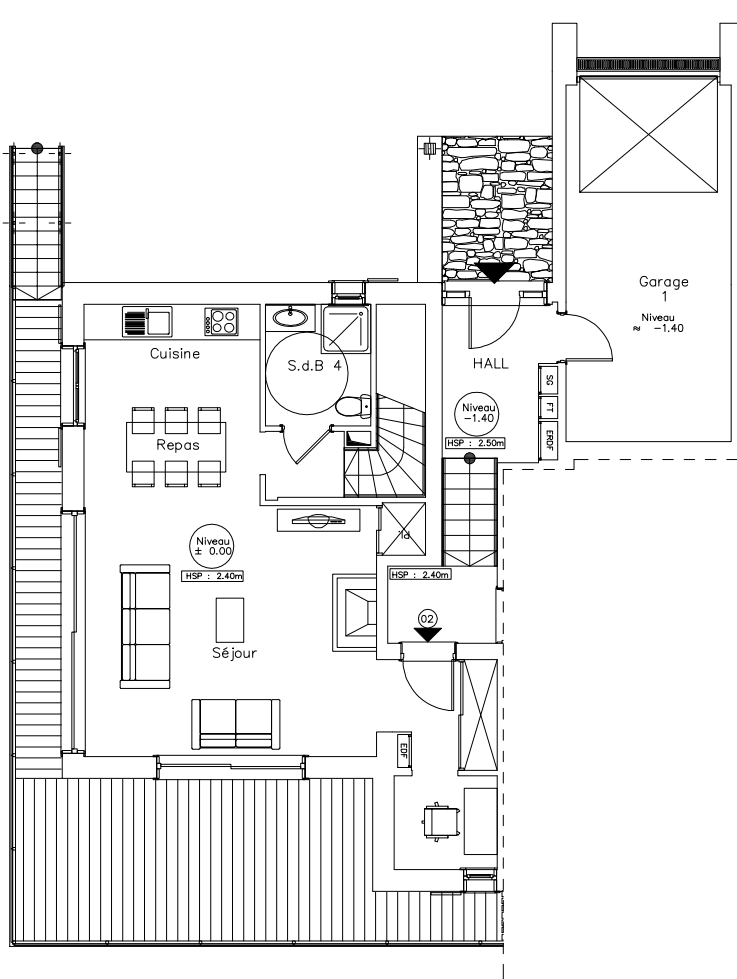 Garage
1
Niveau
≈ −1.40
Cuisine
S.d.B 4
HALL
SG
FT
ERDF
Niveau
−1.40
HSP : 2.50m
Repas
Niveau
± 0.00
HSP : 2.40m
PL
HSP : 2.40m
02
Séjour
EDF